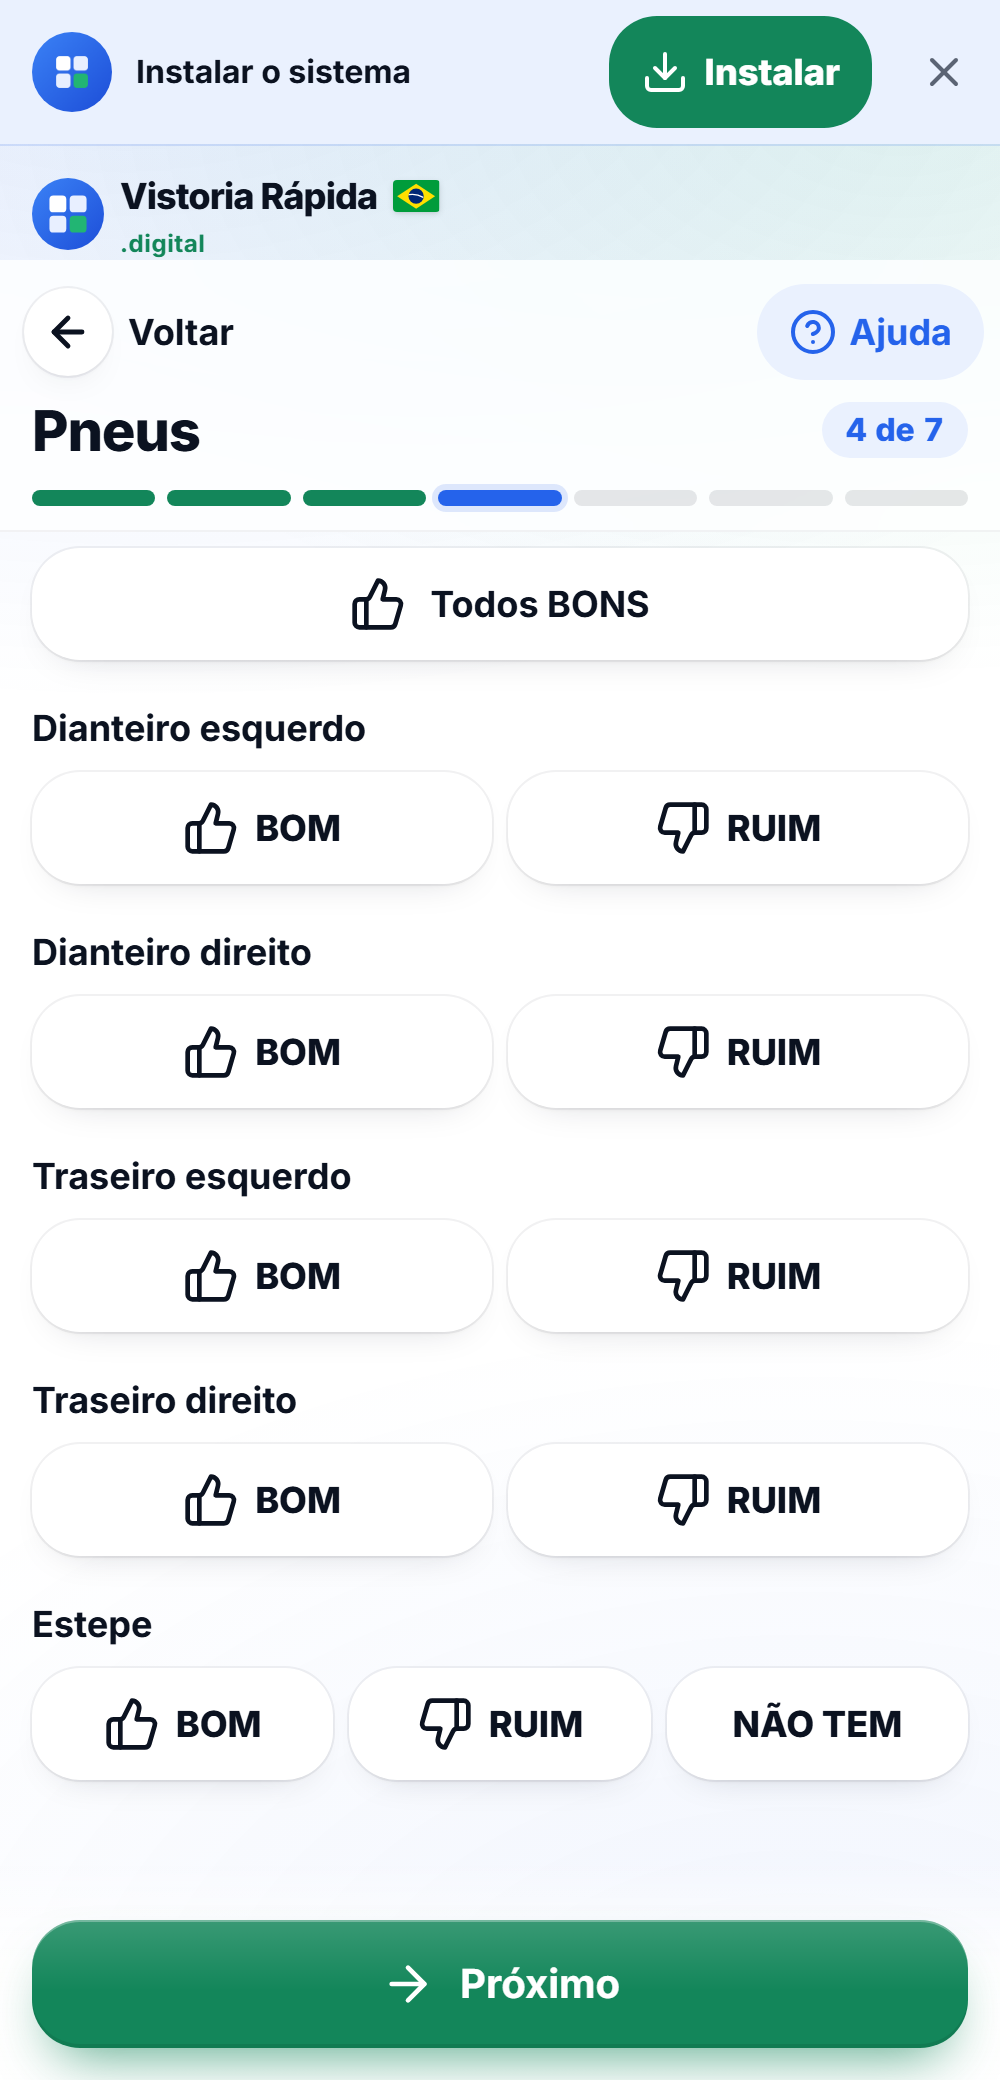 Instalar o sistema
Instalar
Vistoria Rápida
.digital
Voltar
Ajuda
Pneus
4 de 7
Todos BONS
Dianteiro esquerdo
BOM
RUIM
Dianteiro direito
BOM
RUIM
Traseiro esquerdo
BOM
RUIM
Traseiro direito
BOM
RUIM
Estepe
BOM
RUIM
NÃO TEM
Próximo